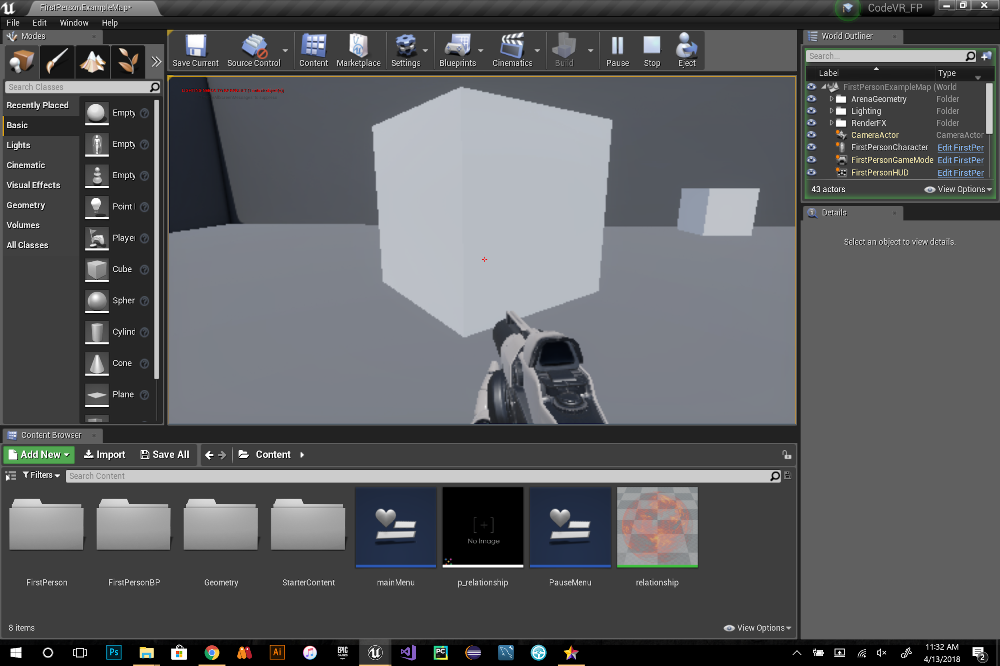 FirstPersonExampleMap*
CodeVR_FP
File Edit Window Help
Modes
Save Current
Source Control
Content
Marketplace
Settings
Blueprints
Cinematics
Build
Pause
Stop
Eject
World Outliner
Search...
Label
Type
Search Classes
Recently Placed
Basic
Lights
Cinematic
Visual Effects
Geometry
Volumes
All Classes
Empty
Empty
Empty
Point
Player
Cube
Spher
Cylind
Cone
Plane
LIGHTING NEEDS TO BE REBUILT (1 unbuilt object(s))
to suppress
FirstPersonExampleMap (World
ArenaGeometry Folder
Lighting Folder
RenderFX Folder
CameraActor CameraActor
FirstPersonCharacter Edit FirstPer
FirstPersonGameMode Edit FirstPer
FirstPersonHUD Edit FirstPer
43 actors
View Options
Details
Select an object to view details.
Content Browser
Add New
Import
Save All
Content
Filters
Search Content
No Image
FirstPerson
FirstPersonBP
Geometry
StarterContent
mainMenu
p_relationship
PauseMenu
relationship
8 items
View Options
Ps
Ai
EPIC
GAMES
PC
11:32 AM
4/13/2018
2